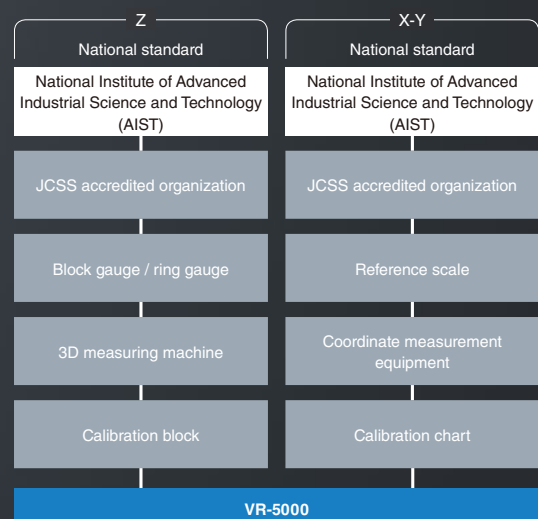 Z
National standard
National Institute of Advanced
Industrial Science and Technology
(AIST)
JCSS accredited organization
Block gauge / ring gauge
3D measuring machine
Calibration block
X-Y
National standard
National Institute of Advanced
Industrial Science and Technology
(AIST)
JCSS accredited organization
Reference scale
Coordinate measurement
equipment
Calibration chart
VR-5000